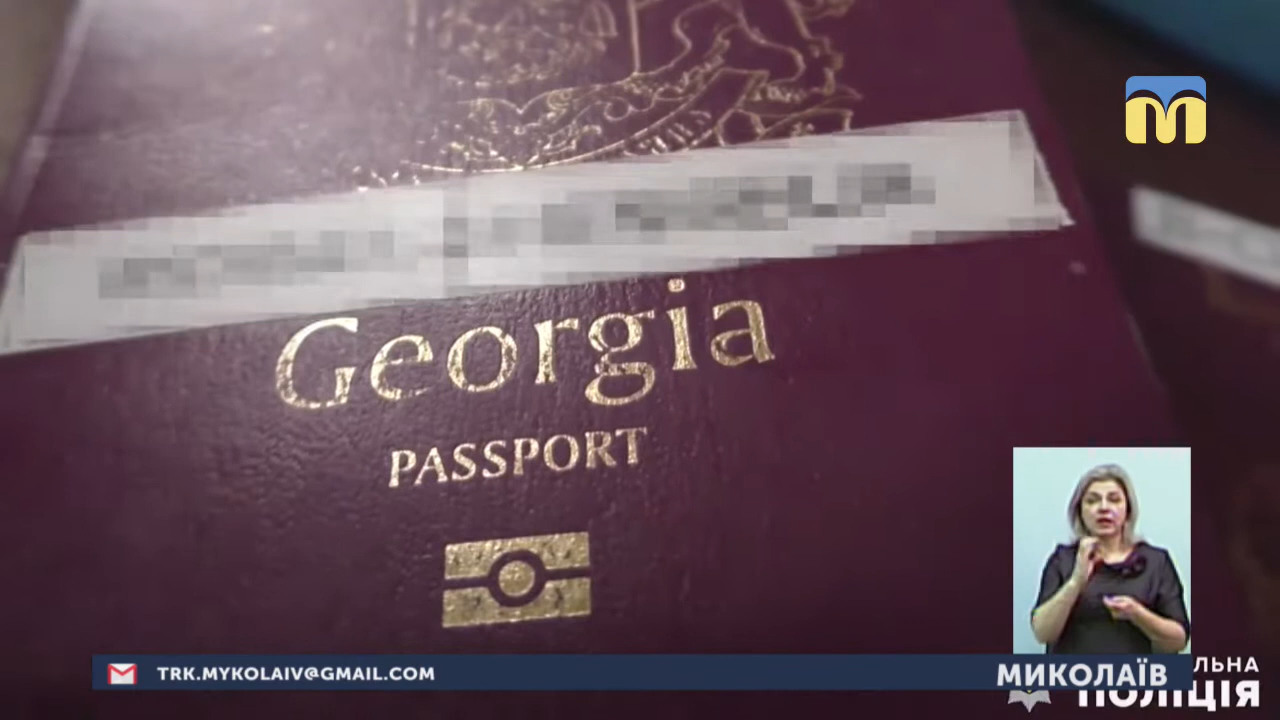 M
Georgia
PASSPORT
TRK.MYKOLAIV@GMAIL.COM
МИКОЛАЇВ
ЛЬНА
ПОЛІЦІЯ